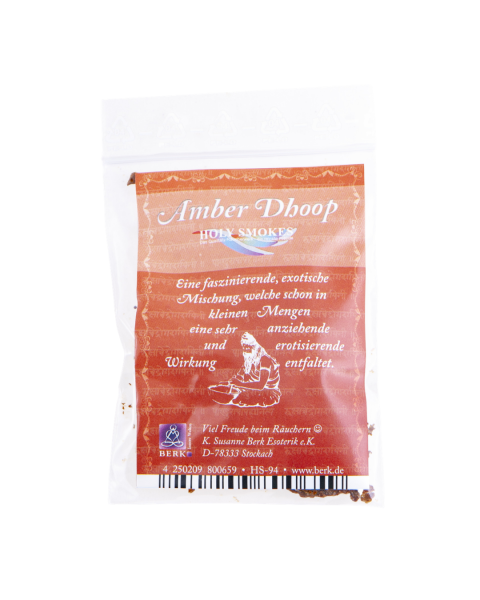 Amber Dhoop
HOLY SMOKES
Eine faszinierende, exotische
Mischung, welche schon in
kleinen Mengen
eine sehr anziehende
und erotisierende
Wirkung entfaltet.
Viel Freude beim Räuchern ☺
K. Susanne Berk Esoterik e.K.
D-78333 Stockach
BERK
4 250209 800659 • HS-94 • www.berk.de